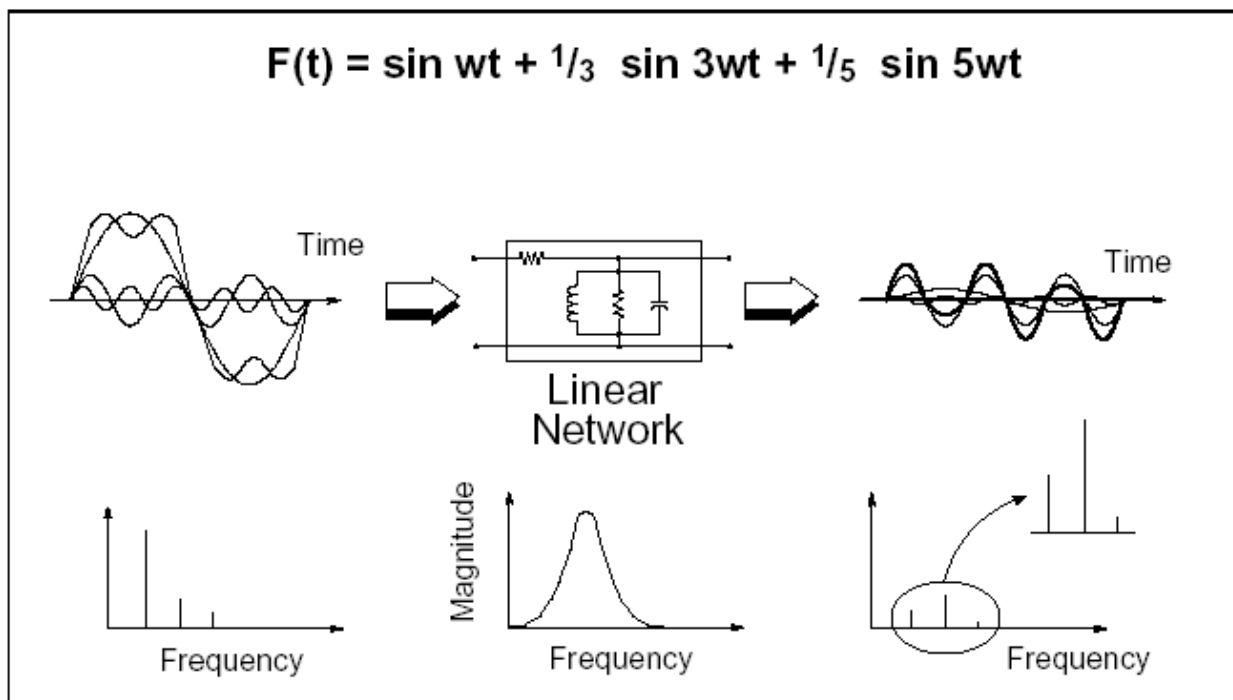 F(t) = sin wt + 1/3 sin 3wt + 1/5 sin 5wt
Time
Time
Linear
Network
Magnitude
Frequency
Frequency
Frequency